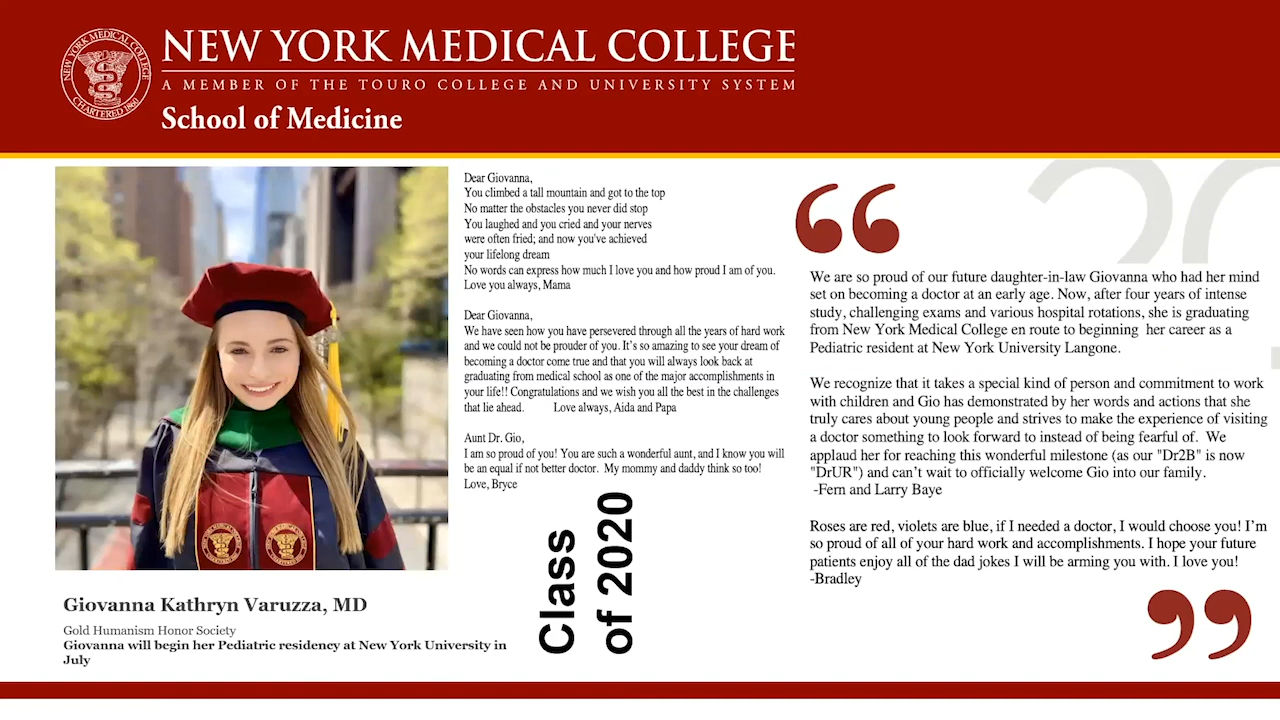 NEW YORK MEDICAL COLLEGE
A MEMBER OF THE TOURO COLLEGE AND UNIVERSITY SYSTEM
School of Medicine
NEW YORK MEDICAL COLLEGE
CHARTERED 1860
Dear Giovanna,
You climbed a tall mountain and got to the top
No matter the obstacles you never did stop
You laughed and you cried and your nerves
were often fried; and now you've achieved
your lifelong dream
No words can express how much I love you and how proud I am of you.
Love you always, Mama
Dear Giovanna,
We have seen how you have persevered through all the years of hard work
and we could not be prouder of you. It's so amazing to see your dream of
becoming a doctor come true and that you will always look back at
graduating from medical school as one of the major accomplishments in
your life!! Congratulations and we wish you all the best in the challenges
that lie ahead. Love always, Aida and Papa
Aunt Dr. Gio,
I am so proud of you! You are such a wonderful aunt, and I know you will
be an equal if not better doctor. My mommy and daddy think so too!
Love, Bryce
Class
of 2020
Giovanna Kathryn Varuzza, MD
Gold Humanism Honor Society
Giovanna will begin her Pediatric residency at New York University in
July
20
“
We are so proud of our future daughter-in-law Giovanna who had her mind
set on becoming a doctor at an early age. Now, after four years of intense
study, challenging exams and various hospital rotations, she is graduating
from New York Medical College en route to beginning her career as a
Pediatric resident at New York University Langone.
We recognize that it takes a special kind of person and commitment to work
with children and Gio has demonstrated by her words and actions that she
truly cares about young people and strives to make the experience of visiting
a doctor something to look forward to instead of being fearful of. We
applaud her for reaching this wonderful milestone (as our "Dr2B" is now
"DrUR") and can't wait to officially welcome Gio into our family.
-Fern and Larry Baye
Roses are red, violets are blue, if I needed a doctor, I would choose you! I'm
so proud of all of your hard work and accomplishments. I hope your future
patients enjoy all of the dad jokes I will be arming you with. I love you!
-Bradley
”